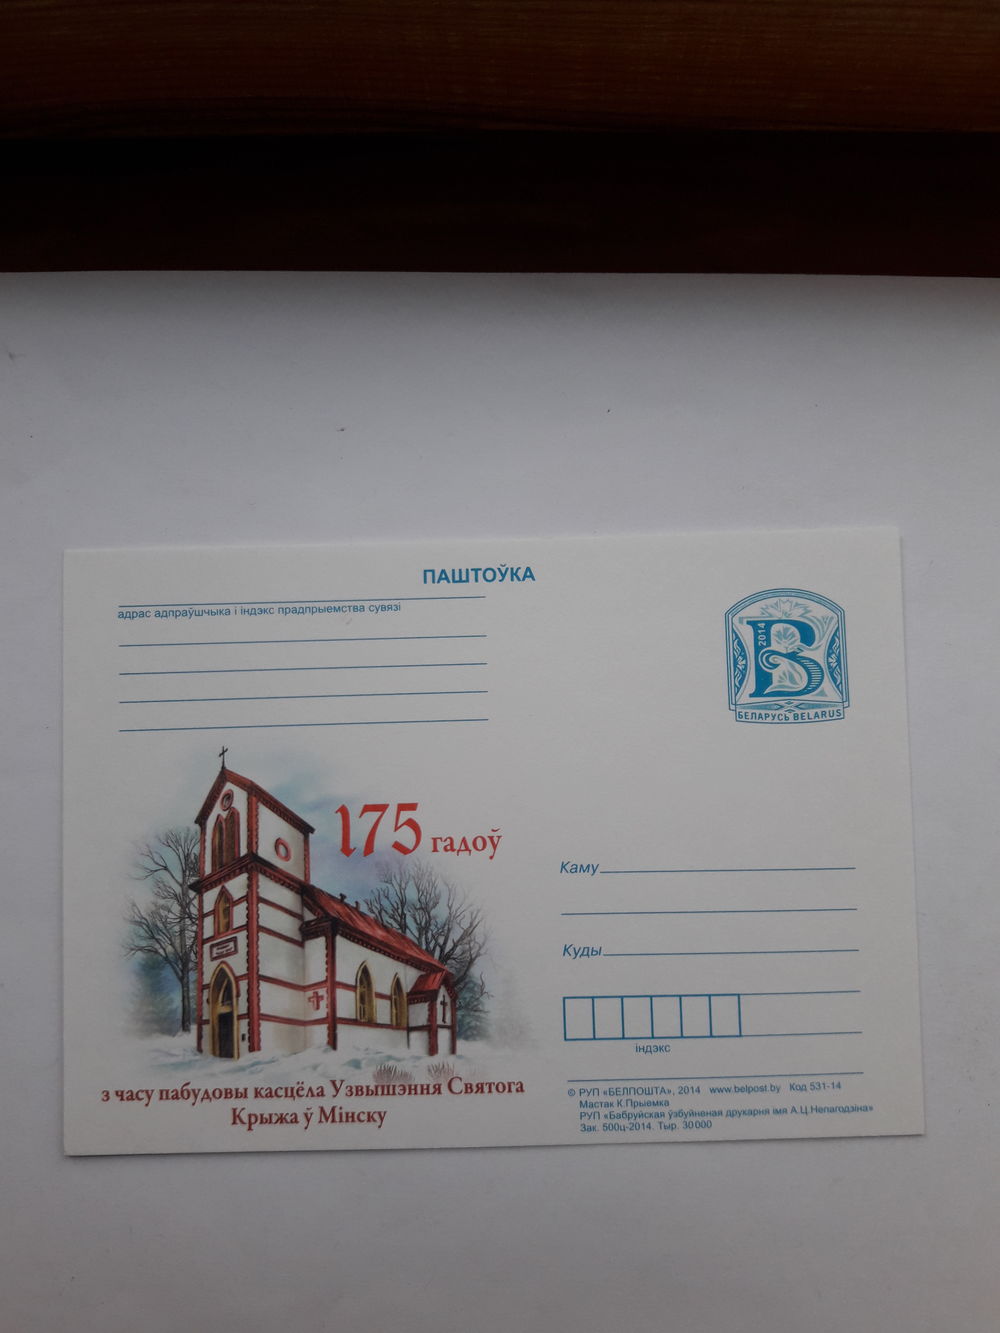 ПАШТОЎКА
адрас адпраўшчыка і індэкс прадпрыемства сувязі
2014
В
БЕЛАРУСЬ BELARUS
175 гадоў
з часу пабудовы касцёла Узвышэння Святога
Крыжа ў Мінску
Каму
Куды
індэкс
© РУП «БЕЛПОШТА», 2014 www.belpost.by Код 531-14
Мастак К.Прыемка
РУП «Бабруйская ўзбуйненая друкарня імя А.Ц.Непагодзіна»
Зак. 500ц-2014. Тыр. 30000